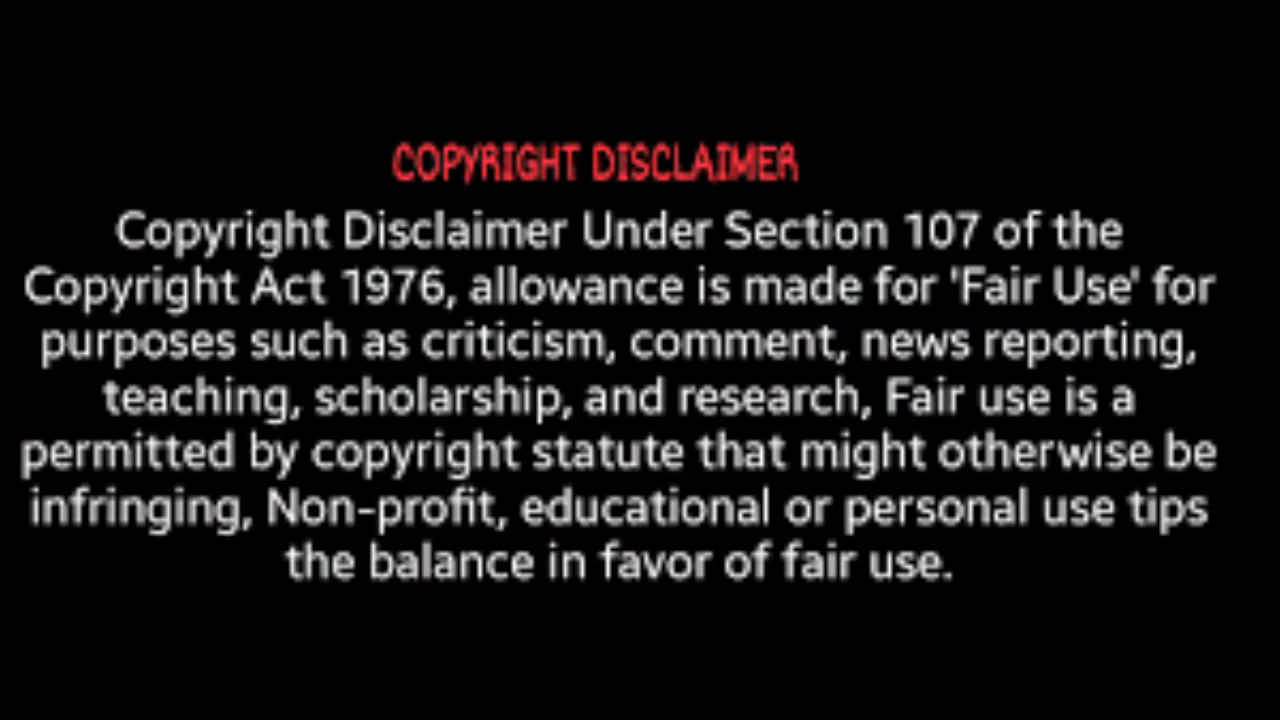 COPYRIGHT DISCLAIMER
Copyright Disclaimer Under Section 107 of the
Copyright Act 1976, allowance is made for 'Fair Use' for
purposes such as criticism, comment, news reporting,
teaching, scholarship, and research, Fair use is a
permitted by copyright statute that might otherwise be
infringing, Non-profit, educational or personal use tips
the balance in favor of fair use.